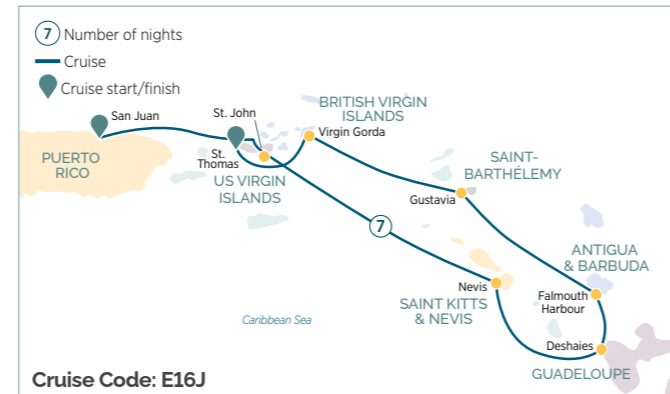 7 Number of nights
Cruise
Cruise start/finish
San Juan
St. John
BRITISH VIRGIN
ISLANDS
Virgin Gorda
PUERTO
RICO
St.
Thomas
US VIRGIN
ISLANDS
SAINT-
BARTHÉLEMY
Gustavia
7
ANTIGUA
& BARBUDA
Nevis
SAINT KITTS
& NEVIS
Falmouth
Harbour
Caribbean Sea
Deshaies
GUADELOUPE
Cruise Code: E16J